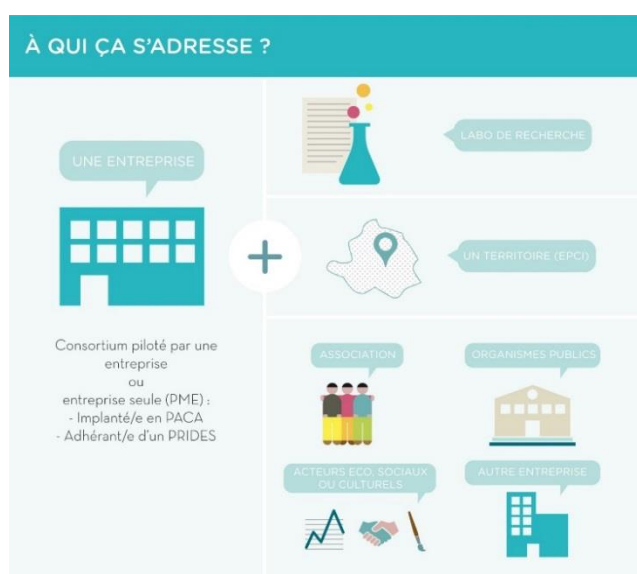 À QUI ÇA S'ADRESSE ?
UNE ENTREPRISE
Consortium piloté par une
entreprise
ou
entreprise seule (PME) :
- Implanté/e en PACA
- Adhérant/e d'un PRIDES
LABO DE RECHERCHE
UN TERRITOIRE (EPCI)
ASSOCIATION
ORGANISMES PUBLICS
ACTEURS ECO, SOCIAUX
OU CULTURELS
AUTRE ENTREPRISE